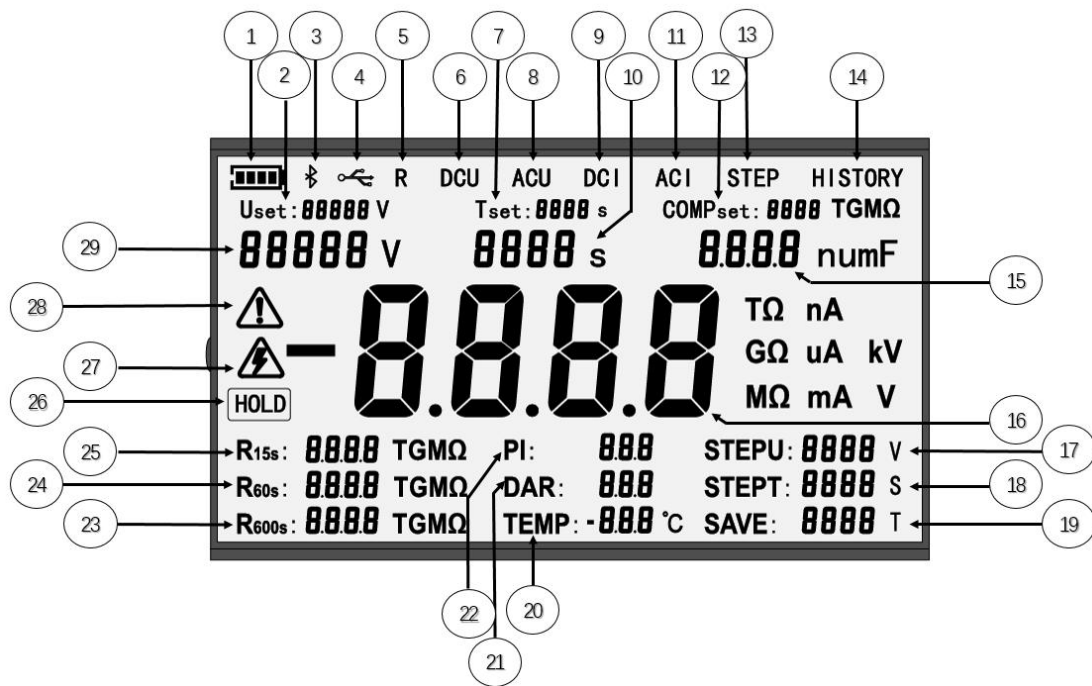 1 3 5 7 9 11 13
2 4 6 8 10 12 14
R DCU ACU DCI ACI STEP HISTORY
Uset: 88888 V Tset: 8888 s COMPset: 8888 TGMΩ
29 88888 V 8888 s 8.8.8.8 numF
15
28 TΩ nA
27 -8.8.8.8 GΩ uA kV
26 HOLD MΩ mA V
16
25 R15s: 8.8.8.8 TGMΩ PI: 8.8.8 STEPU: 8888 V 17
24 R60s: 8.8.8.8 TGMΩ DAR: 8.8.8 STEPT: 8888 S 18
23 R600s: 8.8.8.8 TGMΩ TEMP: -8.8.8 °C SAVE: 8888 T 19
22 20
21